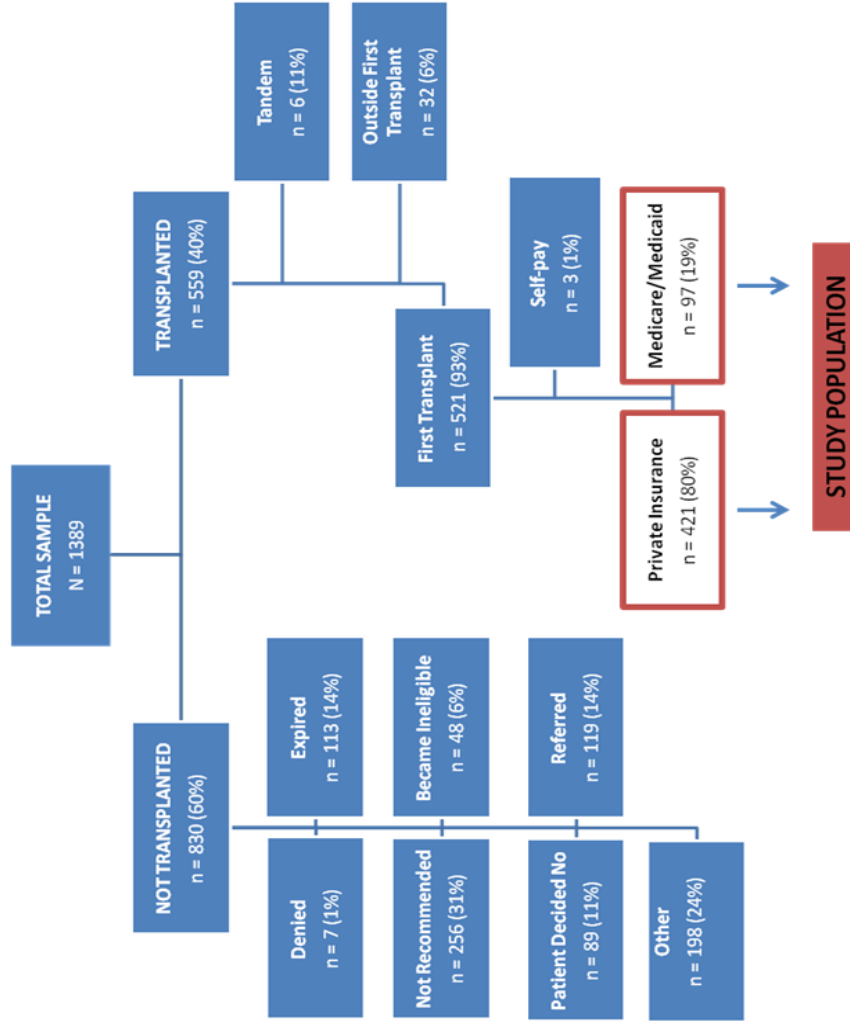 TOTAL SAMPLE
N = 1389
NOT TRANSPLANTED
n = 830 (60%)
TRANSPLANTED
n = 559 (40%)
Denied
n = 7 (1%)
Expired
n = 113 (14%)
Not Recommended
n = 256 (31%)
Became Ineligible
n = 48 (6%)
Patient Decided No
n = 89 (11%)
Referred
n = 119 (14%)
Other
n = 198 (24%)
Tandem
n = 6 (11%)
Outside First
Transplant
n = 32 (6%)
First Transplant
n = 521 (93%)
Self-pay
n = 3 (1%)
Private Insurance
n = 421 (80%)
Medicare/Medicaid
n = 97 (19%)
STUDY POPULATION